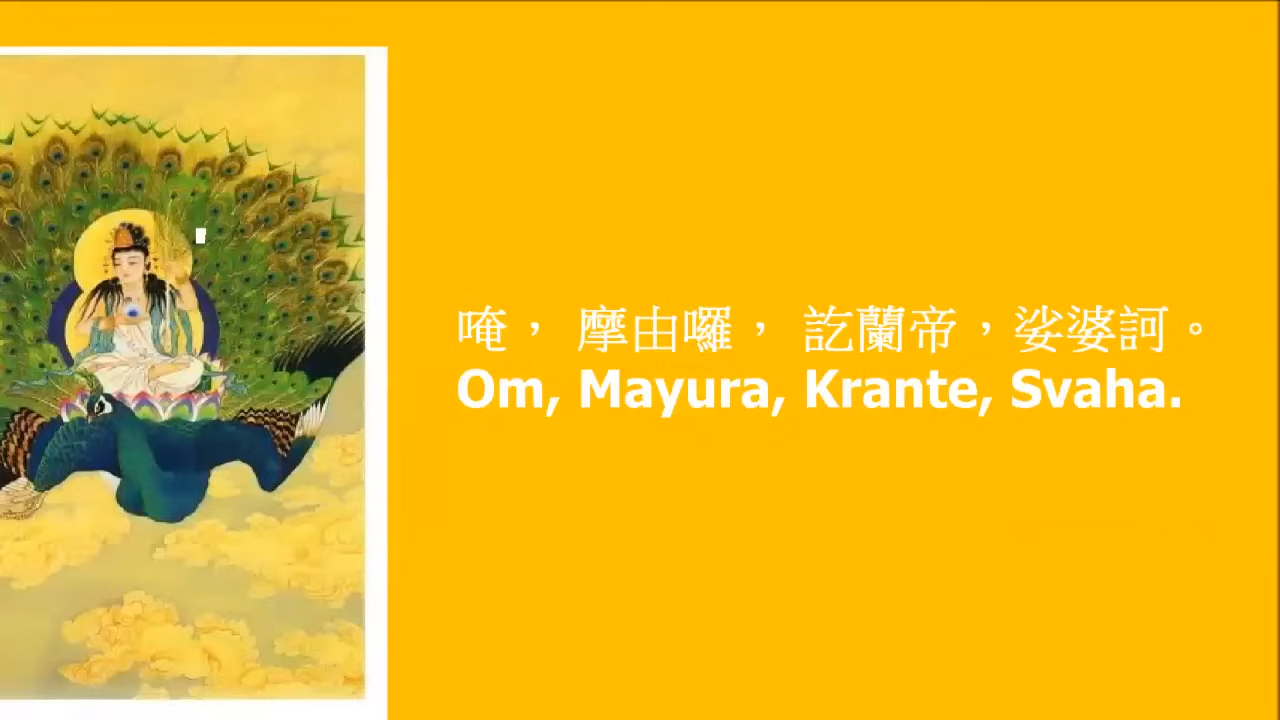 唵， 摩由囉， 訖蘭帝，娑婆訶。
Om, Mayura, Krante, Svaha.